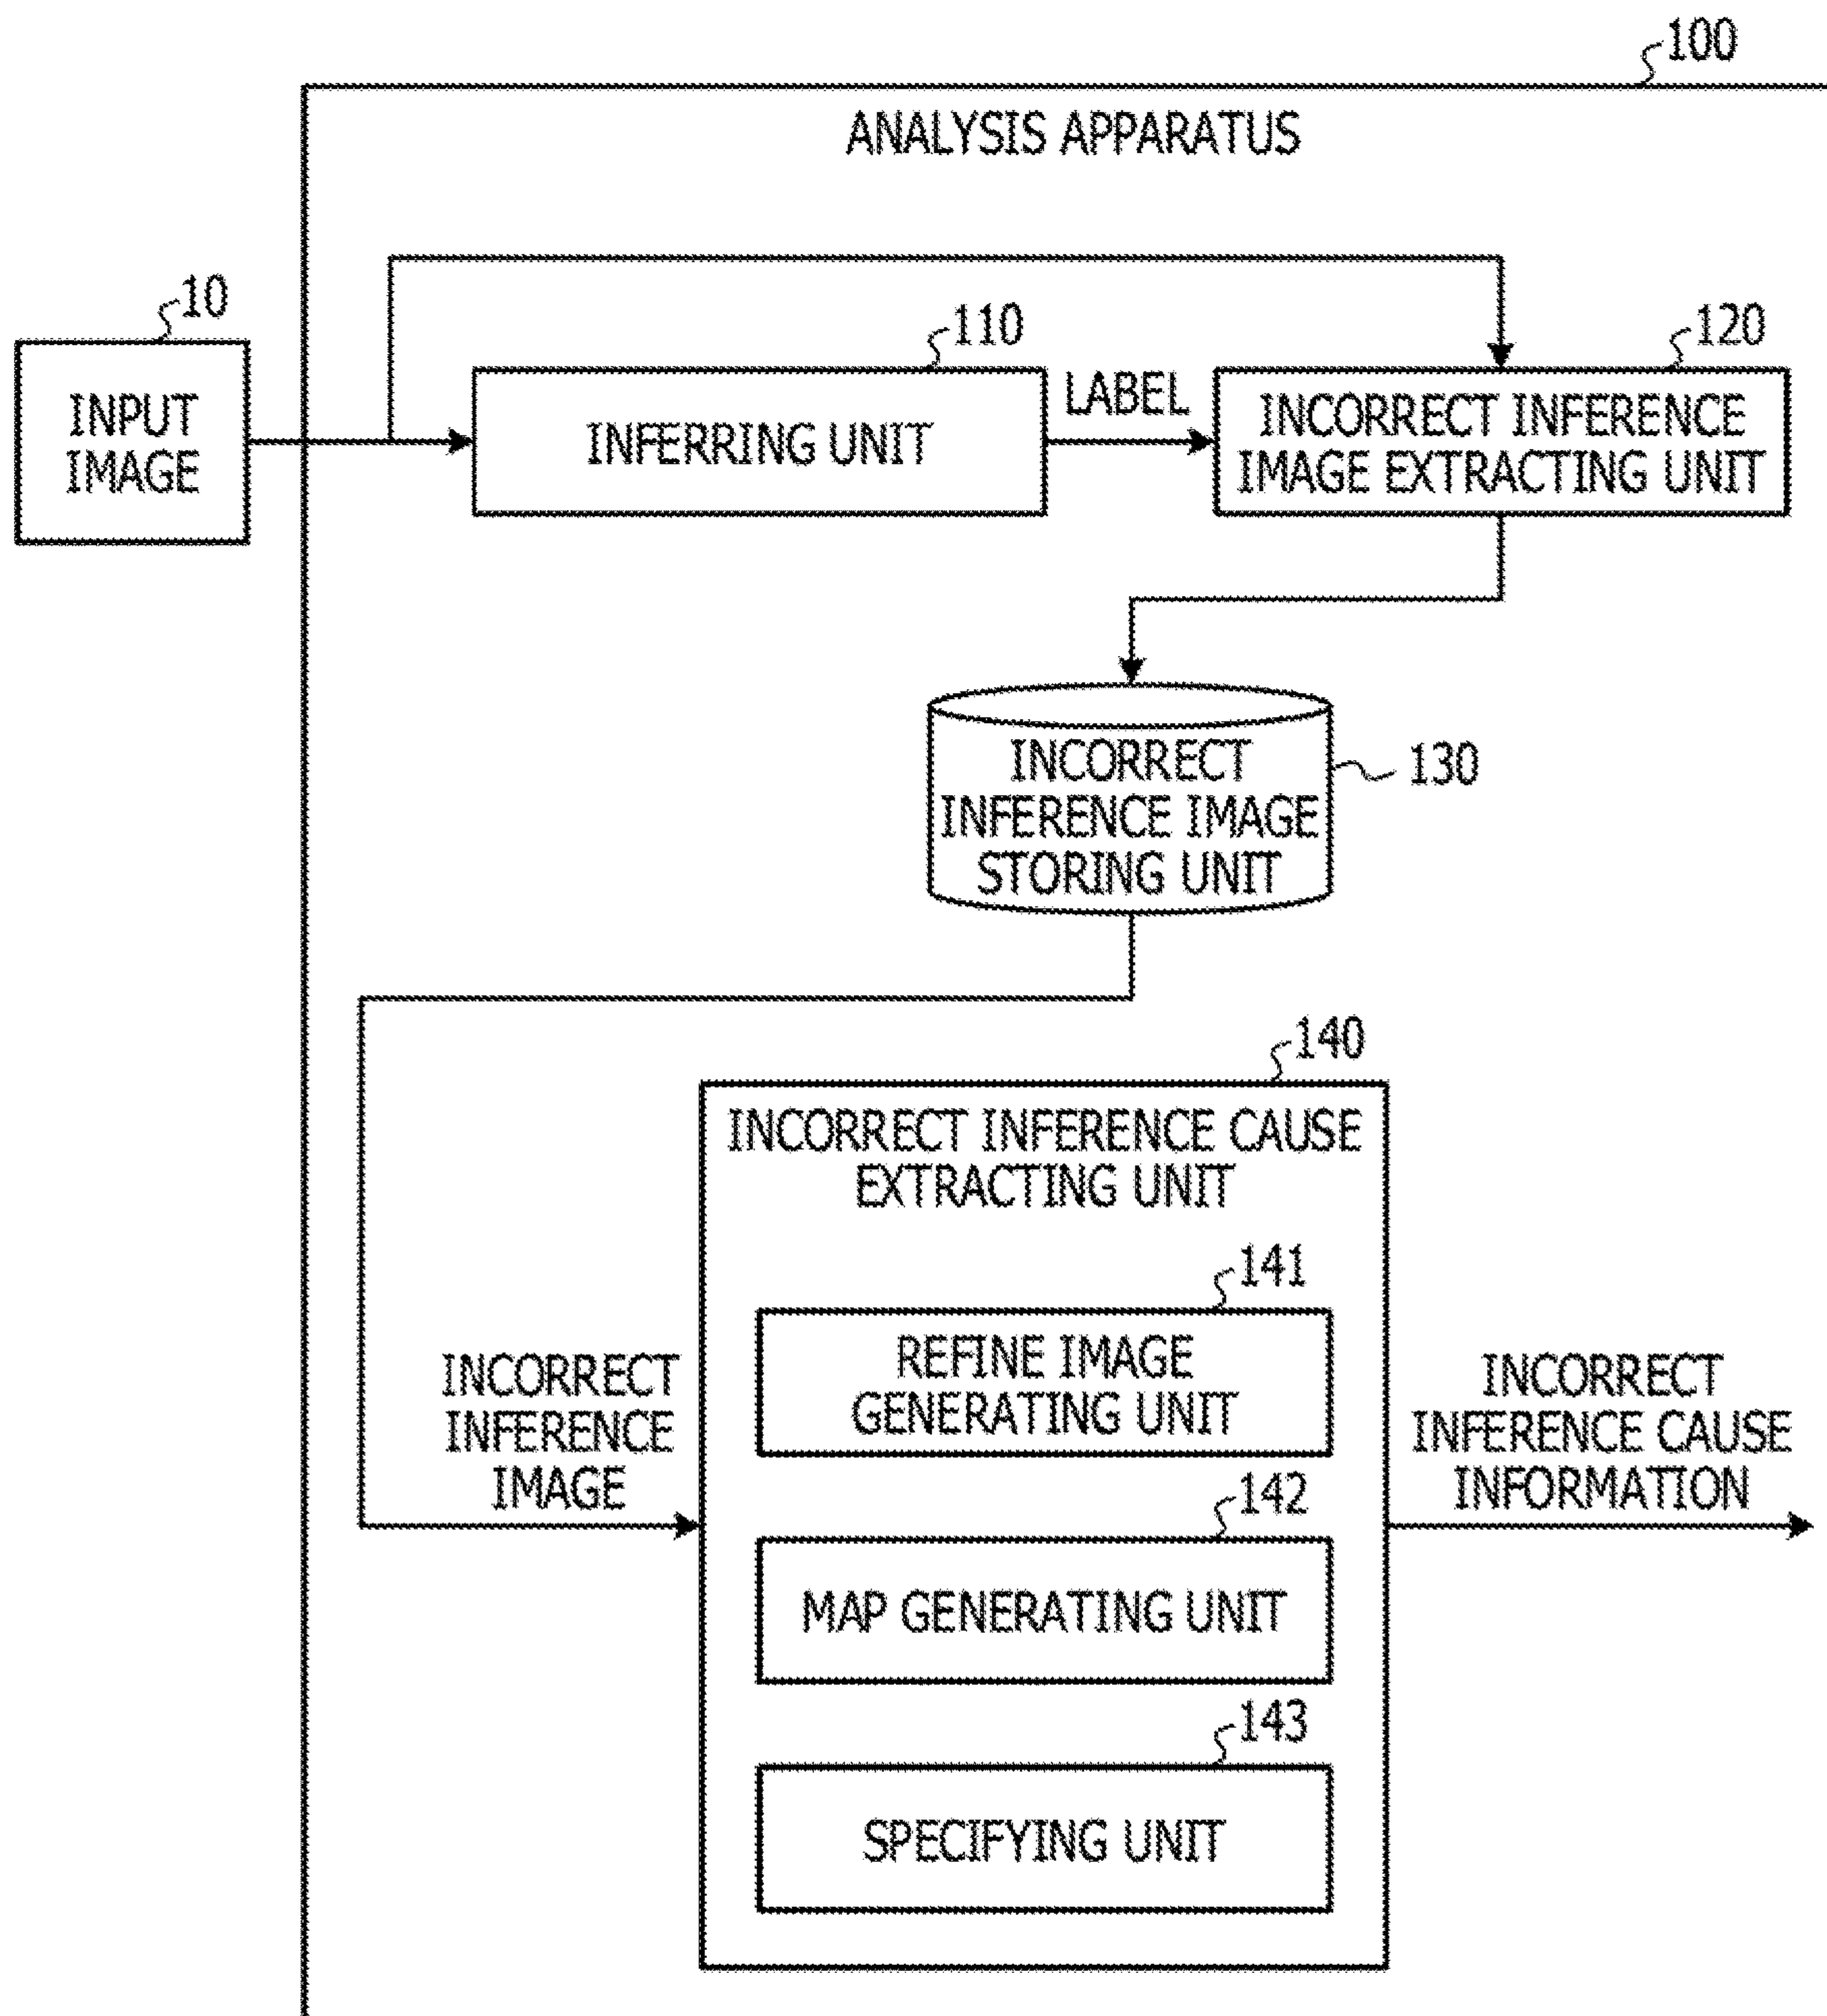 100
ANALYSIS APPARATUS
10
INPUT
IMAGE
110
INFERRING UNIT
LABEL
120
INCORRECT INFERENCE
IMAGE EXTRACTING UNIT
INCORRECT
INFERENCE IMAGE
STORING UNIT
130
140
INCORRECT INFERENCE CAUSE
EXTRACTING UNIT
INCORRECT
INFERENCE
IMAGE
141
REFINE IMAGE
GENERATING UNIT
142
MAP GENERATING UNIT
143
SPECIFYING UNIT
INCORRECT
INFERENCE CAUSE
INFORMATION